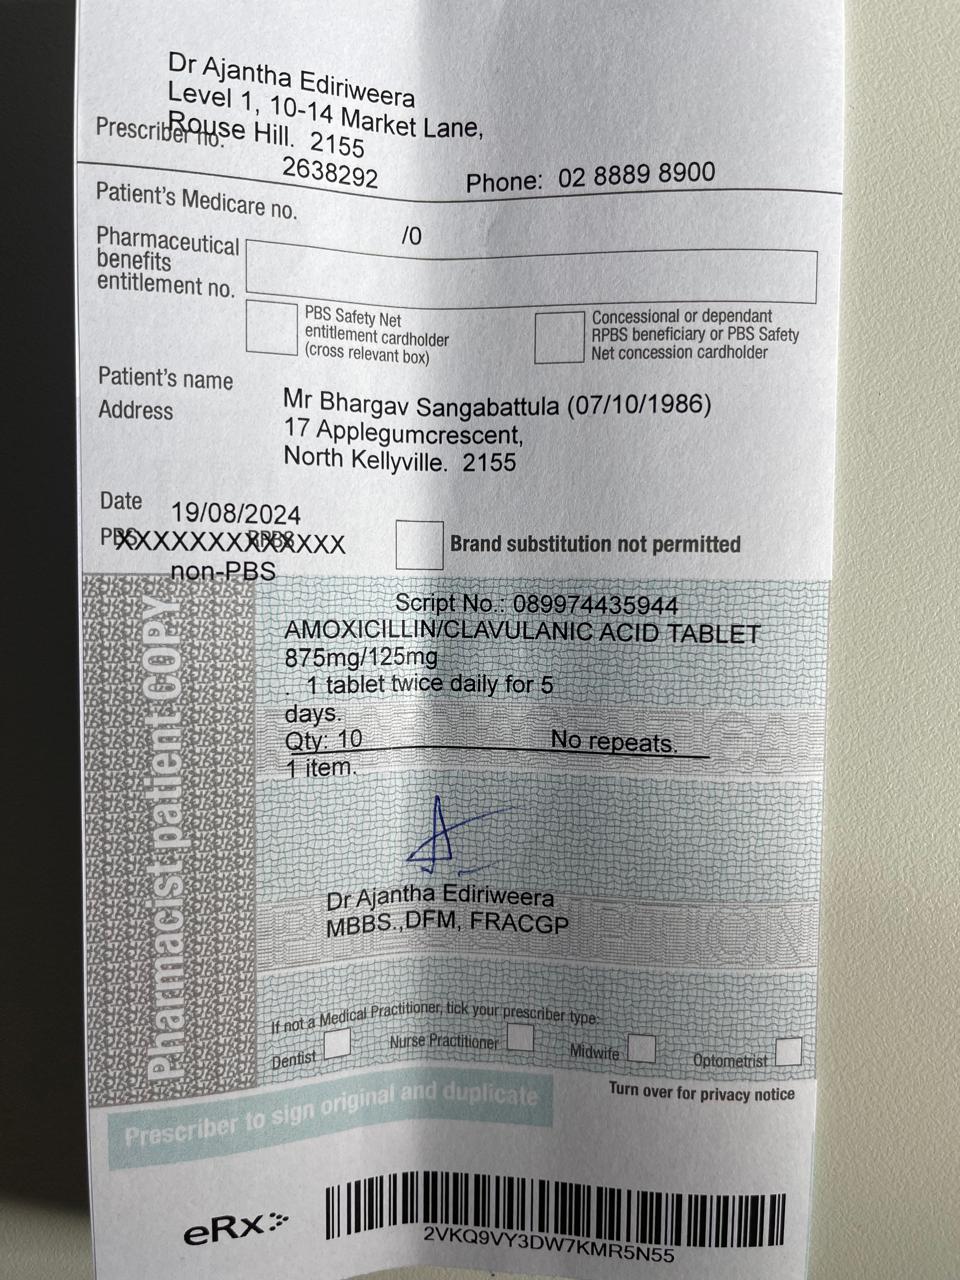 Dr Ajantha Ediriweera
Level 1, 10-14 Market Lane,
Rouse Hill. 2155
Prescriber no.
2638292 Phone: 02 8889 8900
Patient's Medicare no.
/0
Pharmaceutical
benefits
entitlement no.
PBS Safety Net
entitlement cardholder
(cross relevant box)
Concessional or dependant
RPBS beneficiary or PBS Safety
Net concession cardholder
Patient's name
Mr Bhargav Sangabattula (07/10/1986)
Address
17 Applegumcrescent,
North Kellyville. 2155
Date 19/08/2024
PBS RPBS
Brand substitution not permitted
non-PBS
Pharmacist patient COPY
Script No.: 089974435944
AMOXICILLIN/CLAVULANIC ACID TABLET
875mg/125mg
. 1 tablet twice daily for 5
days.
Qty: 10 No repeats.
1 item.
Dr Ajantha Ediriweera
MBBS.,DFM, FRACGP
If not a Medical Practitioner, tick your prescriber type:
Dentist Nurse Practitioner Midwife Optometrist
Turn over for privacy notice
Prescriber to sign original and duplicate
eRx
2VKQ9VY3DW7KMR5N55